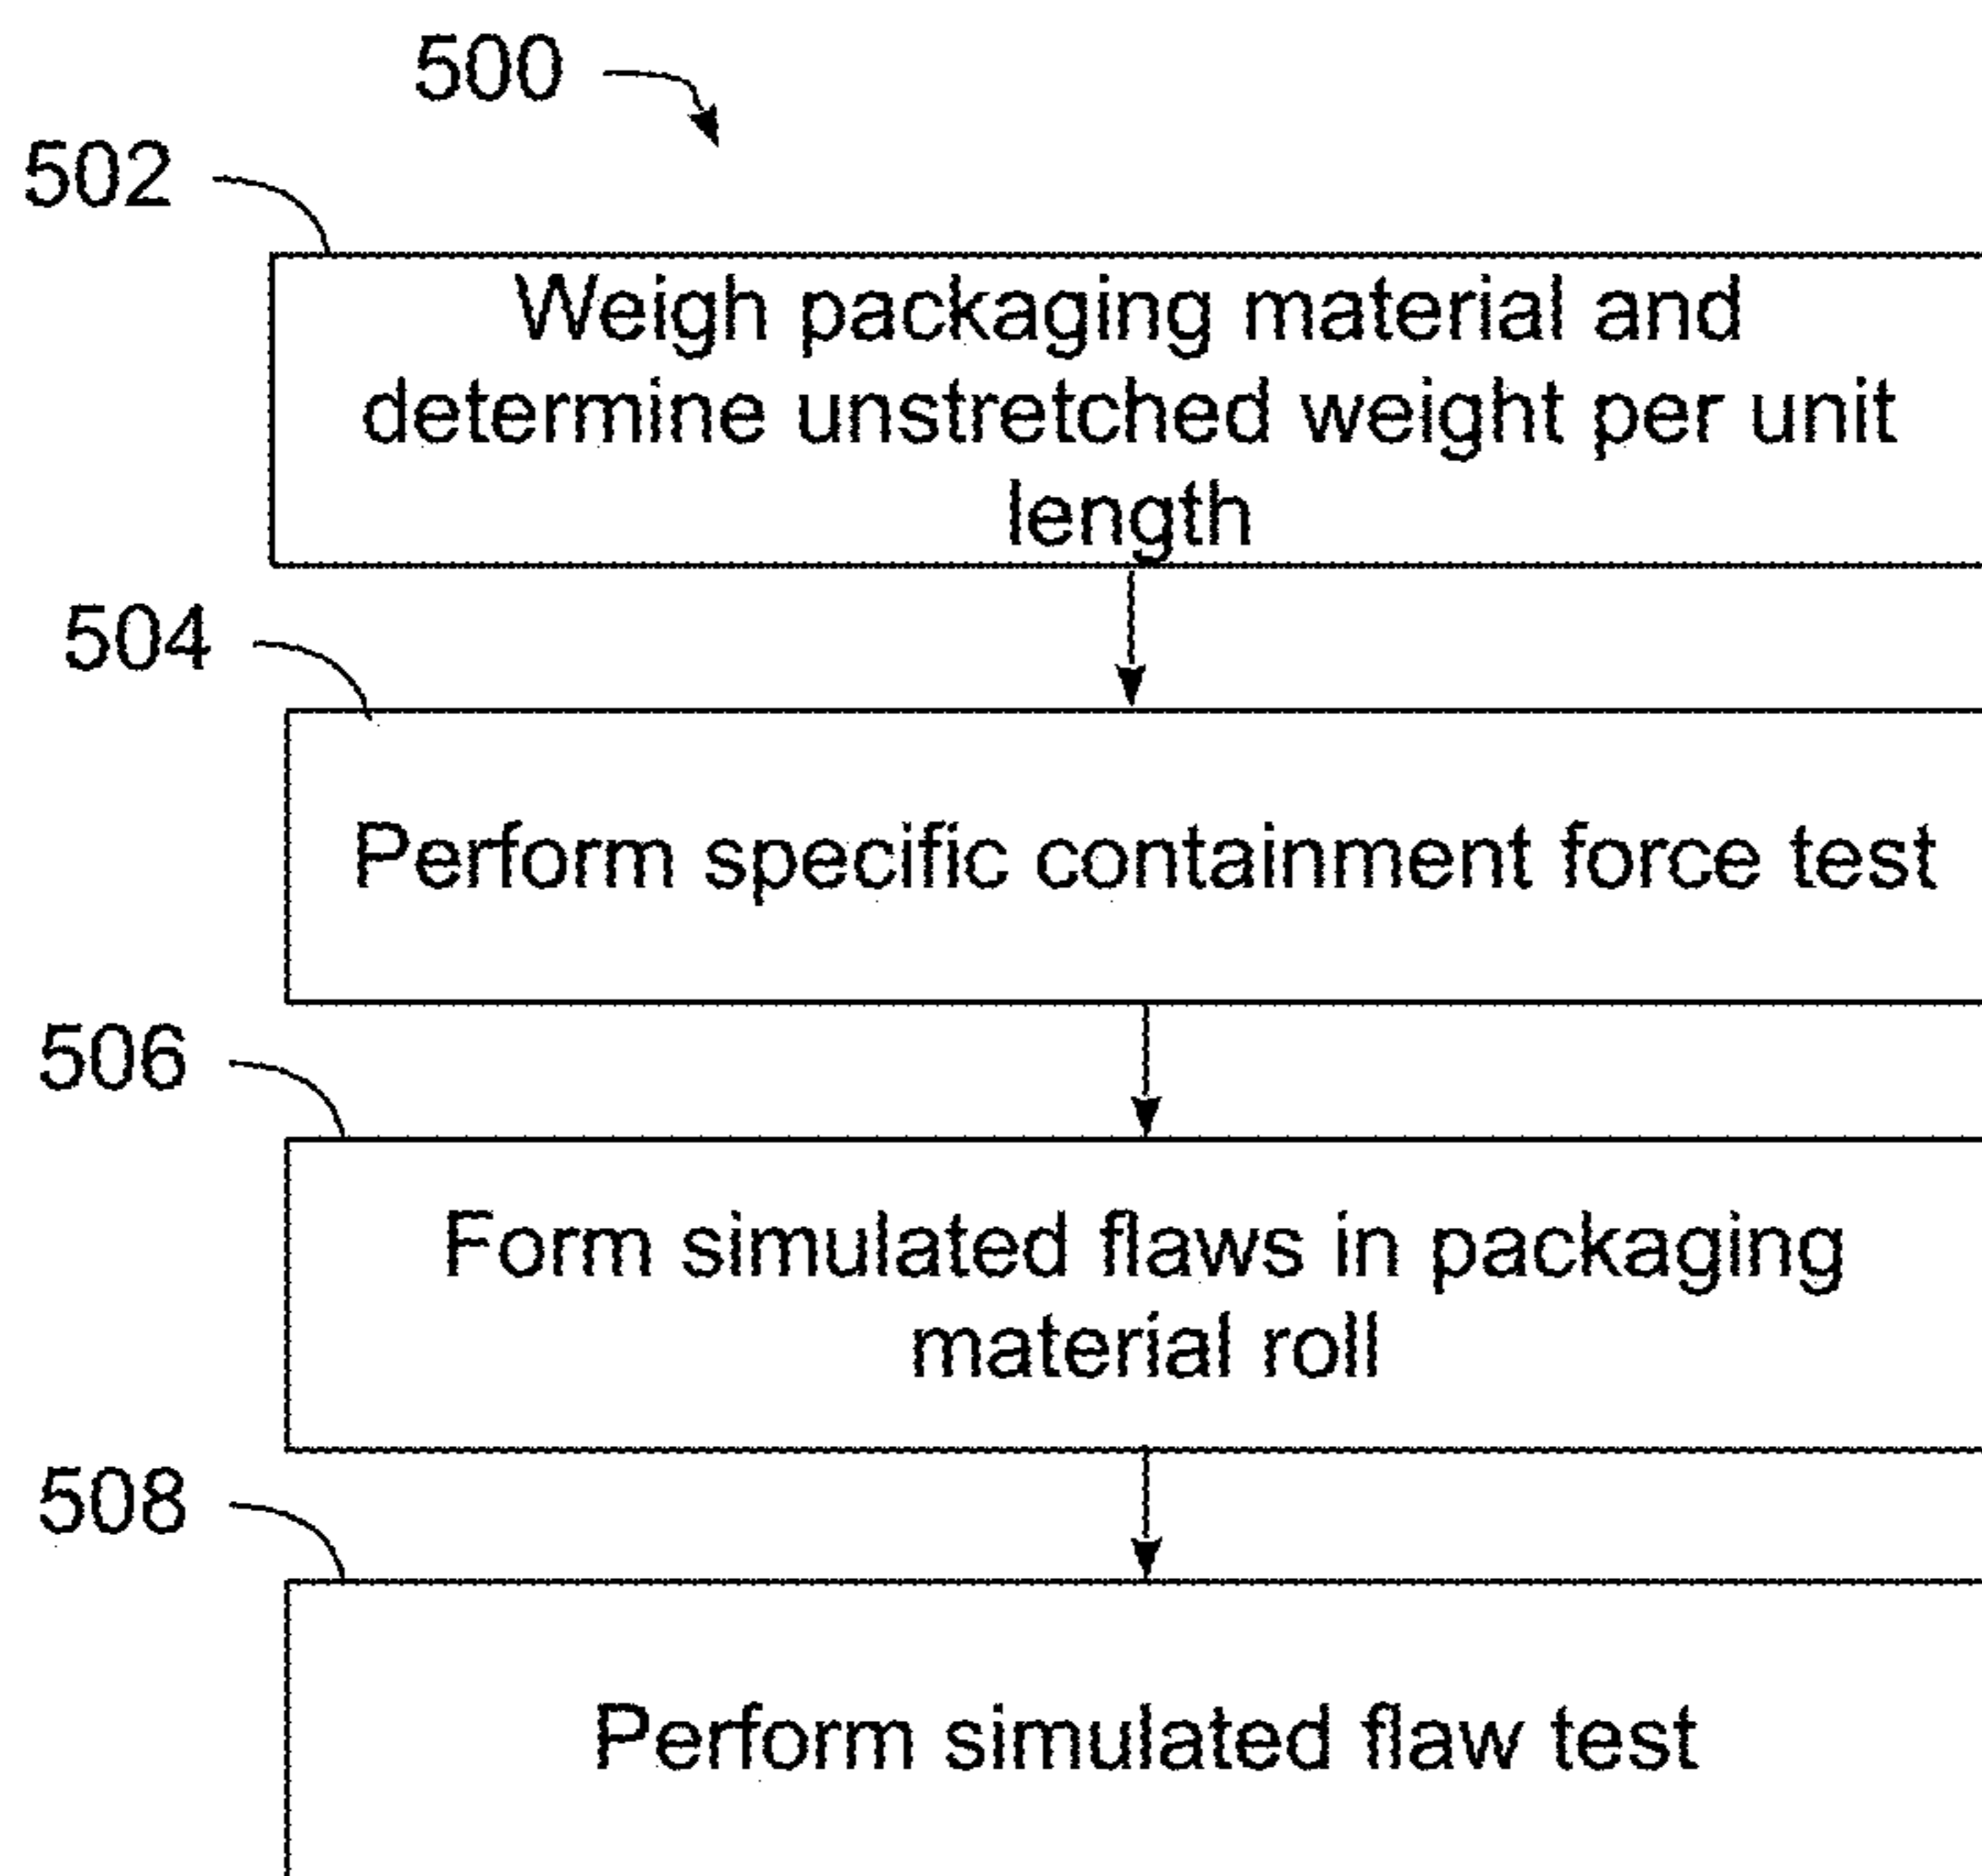 500
502
Weigh packaging material and
determine unstretched weight per unit
length
504
Perform specific containment force test
506
Form simulated flaws in packaging
material roll
508
Perform simulated flaw test